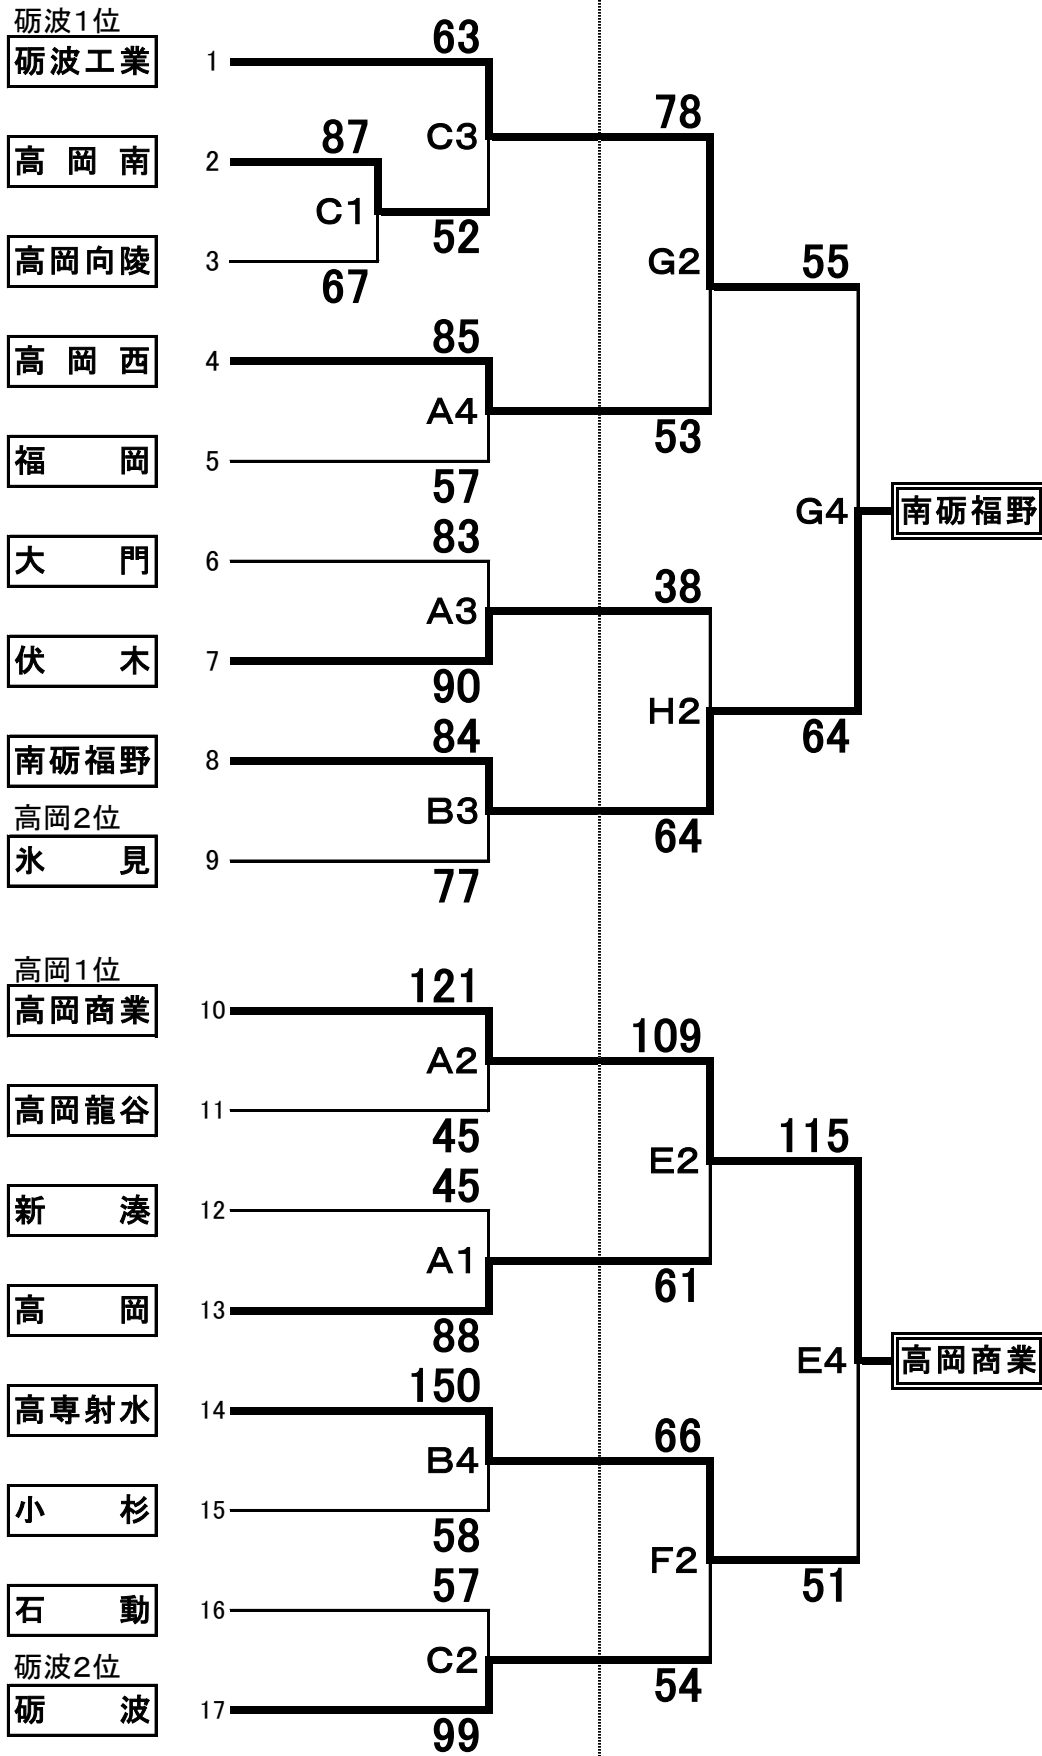 砺波1位
砺波工業 1 63
C3 78
高岡南 2 87
C1 52
高岡向陵 3 67
G2 55
高岡西 4 85
A4 53
福岡 5 57
G4 南砺福野
大門 6 83
A3 38
伏木 7 90
H2 64
南砺福野 8 84
B3 64
高岡2位
氷見 9 77
高岡1位
高岡商業 10 121
A2 109
高岡龍谷 11 45
E2 115
新湊 12 45
A1 61
高岡 13 88
E4 高岡商業
高専射水 14 150
B4 66
小杉 15 58
F2 51
石動 16 57
C2 54
砺波2位
砺波 17 99